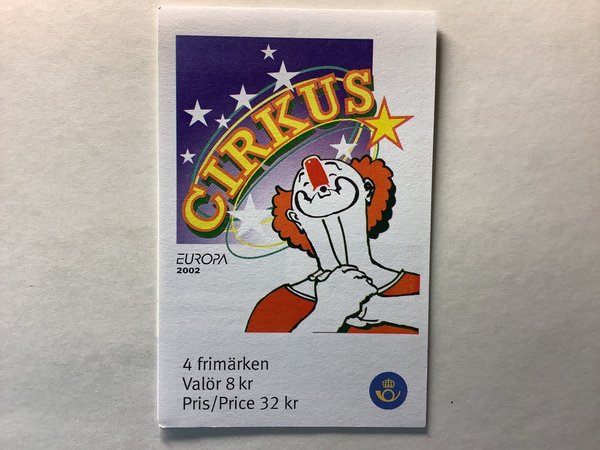 CIRKUS
EUROPA
2002
4 frimärken
Valör 8 kr
Pris/Price 32 kr